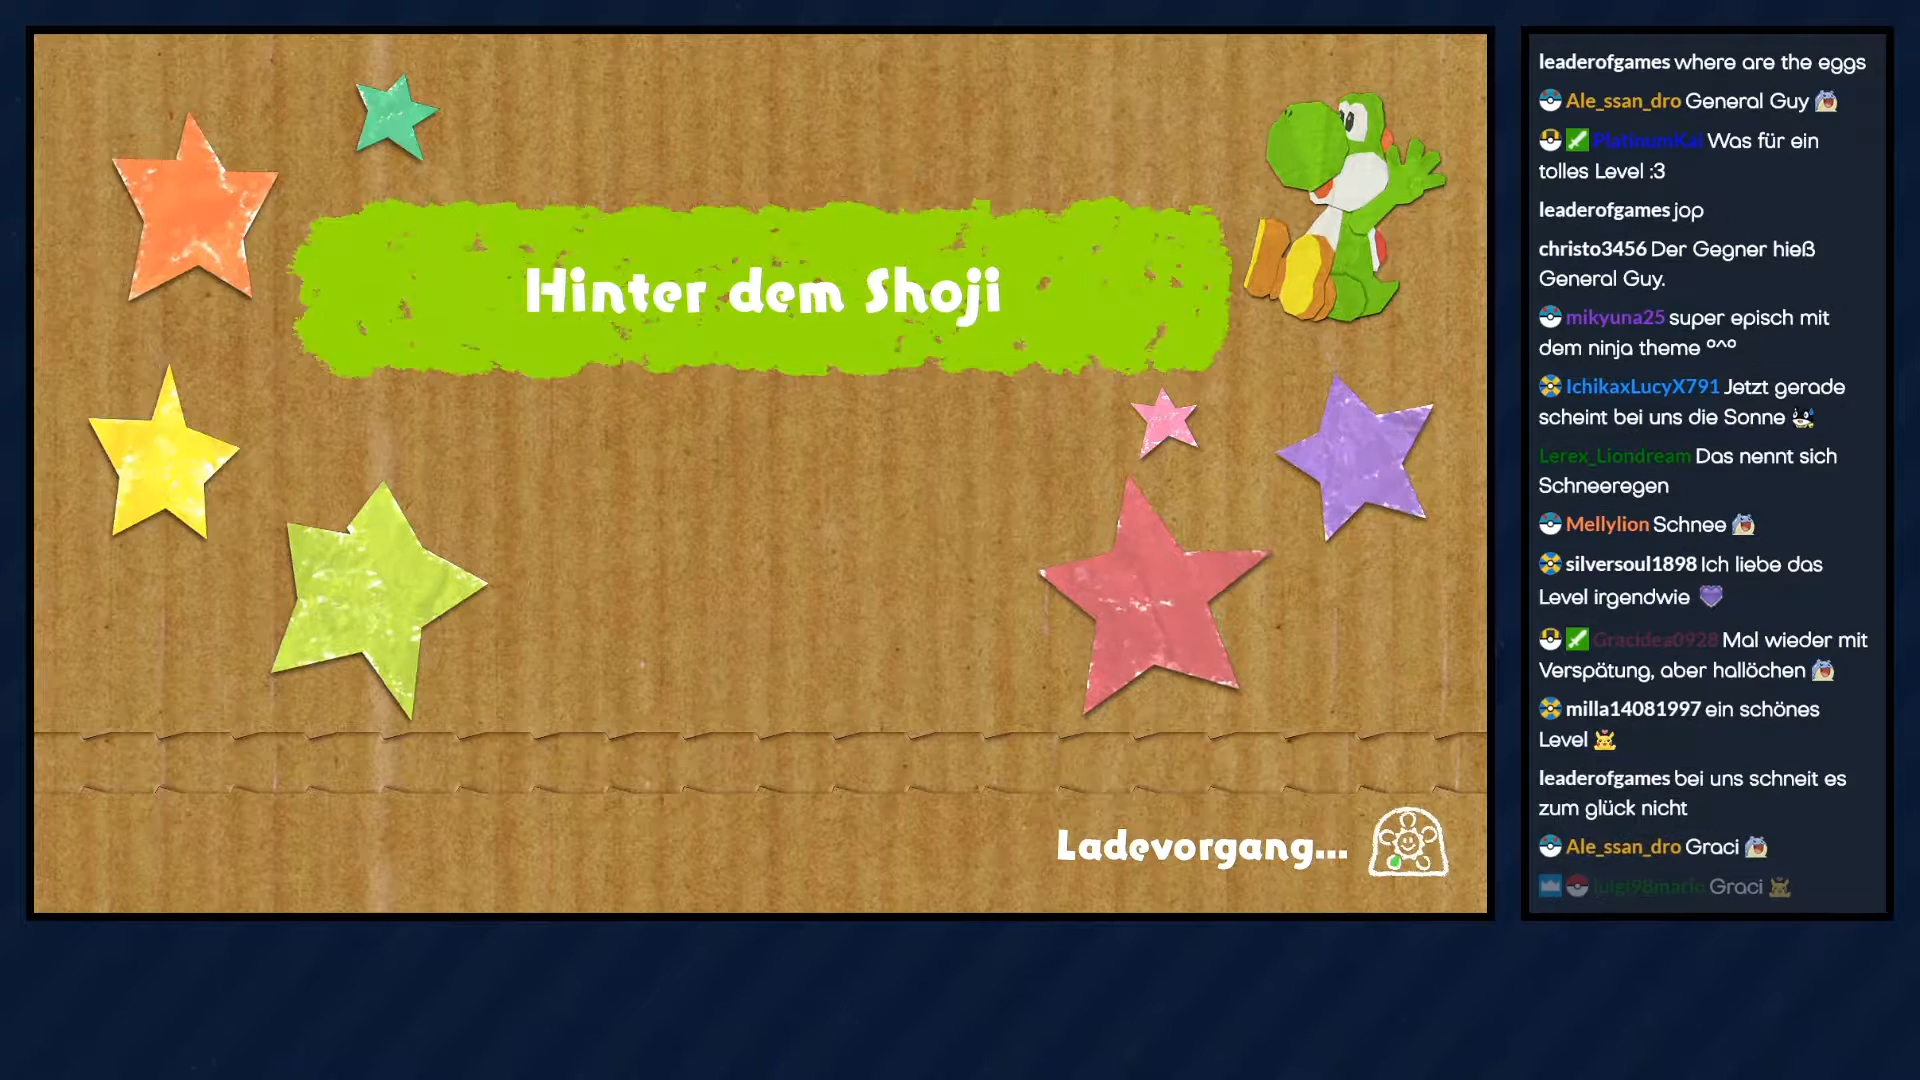 Hinter dem Shoji
Ladevorgang...
leaderofgames where are the eggs
Ale_ssan_dro General Guy
PlatinumKai Was für ein
tolles Level :3
leaderofgames jop
christo3456 Der Gegner hieß
General Guy.
mikyuna25 super episch mit
dem ninja theme °^°
IchikaxLucyX791 Jetzt gerade
scheint bei uns die Sonne
Lerex_Liondream Das nennt sich
Schneeregen
Mellylion Schnee
silversoul1898 Ich liebe das
Level irgendwie
Gracidea0928 Mal wieder mit
Verspätung, aber hallöchen
milla14081997 ein schönes
Level
leaderofgames bei uns schneit es
zum glück nicht
Ale_ssan_dro Graci
luigi98mario Graci